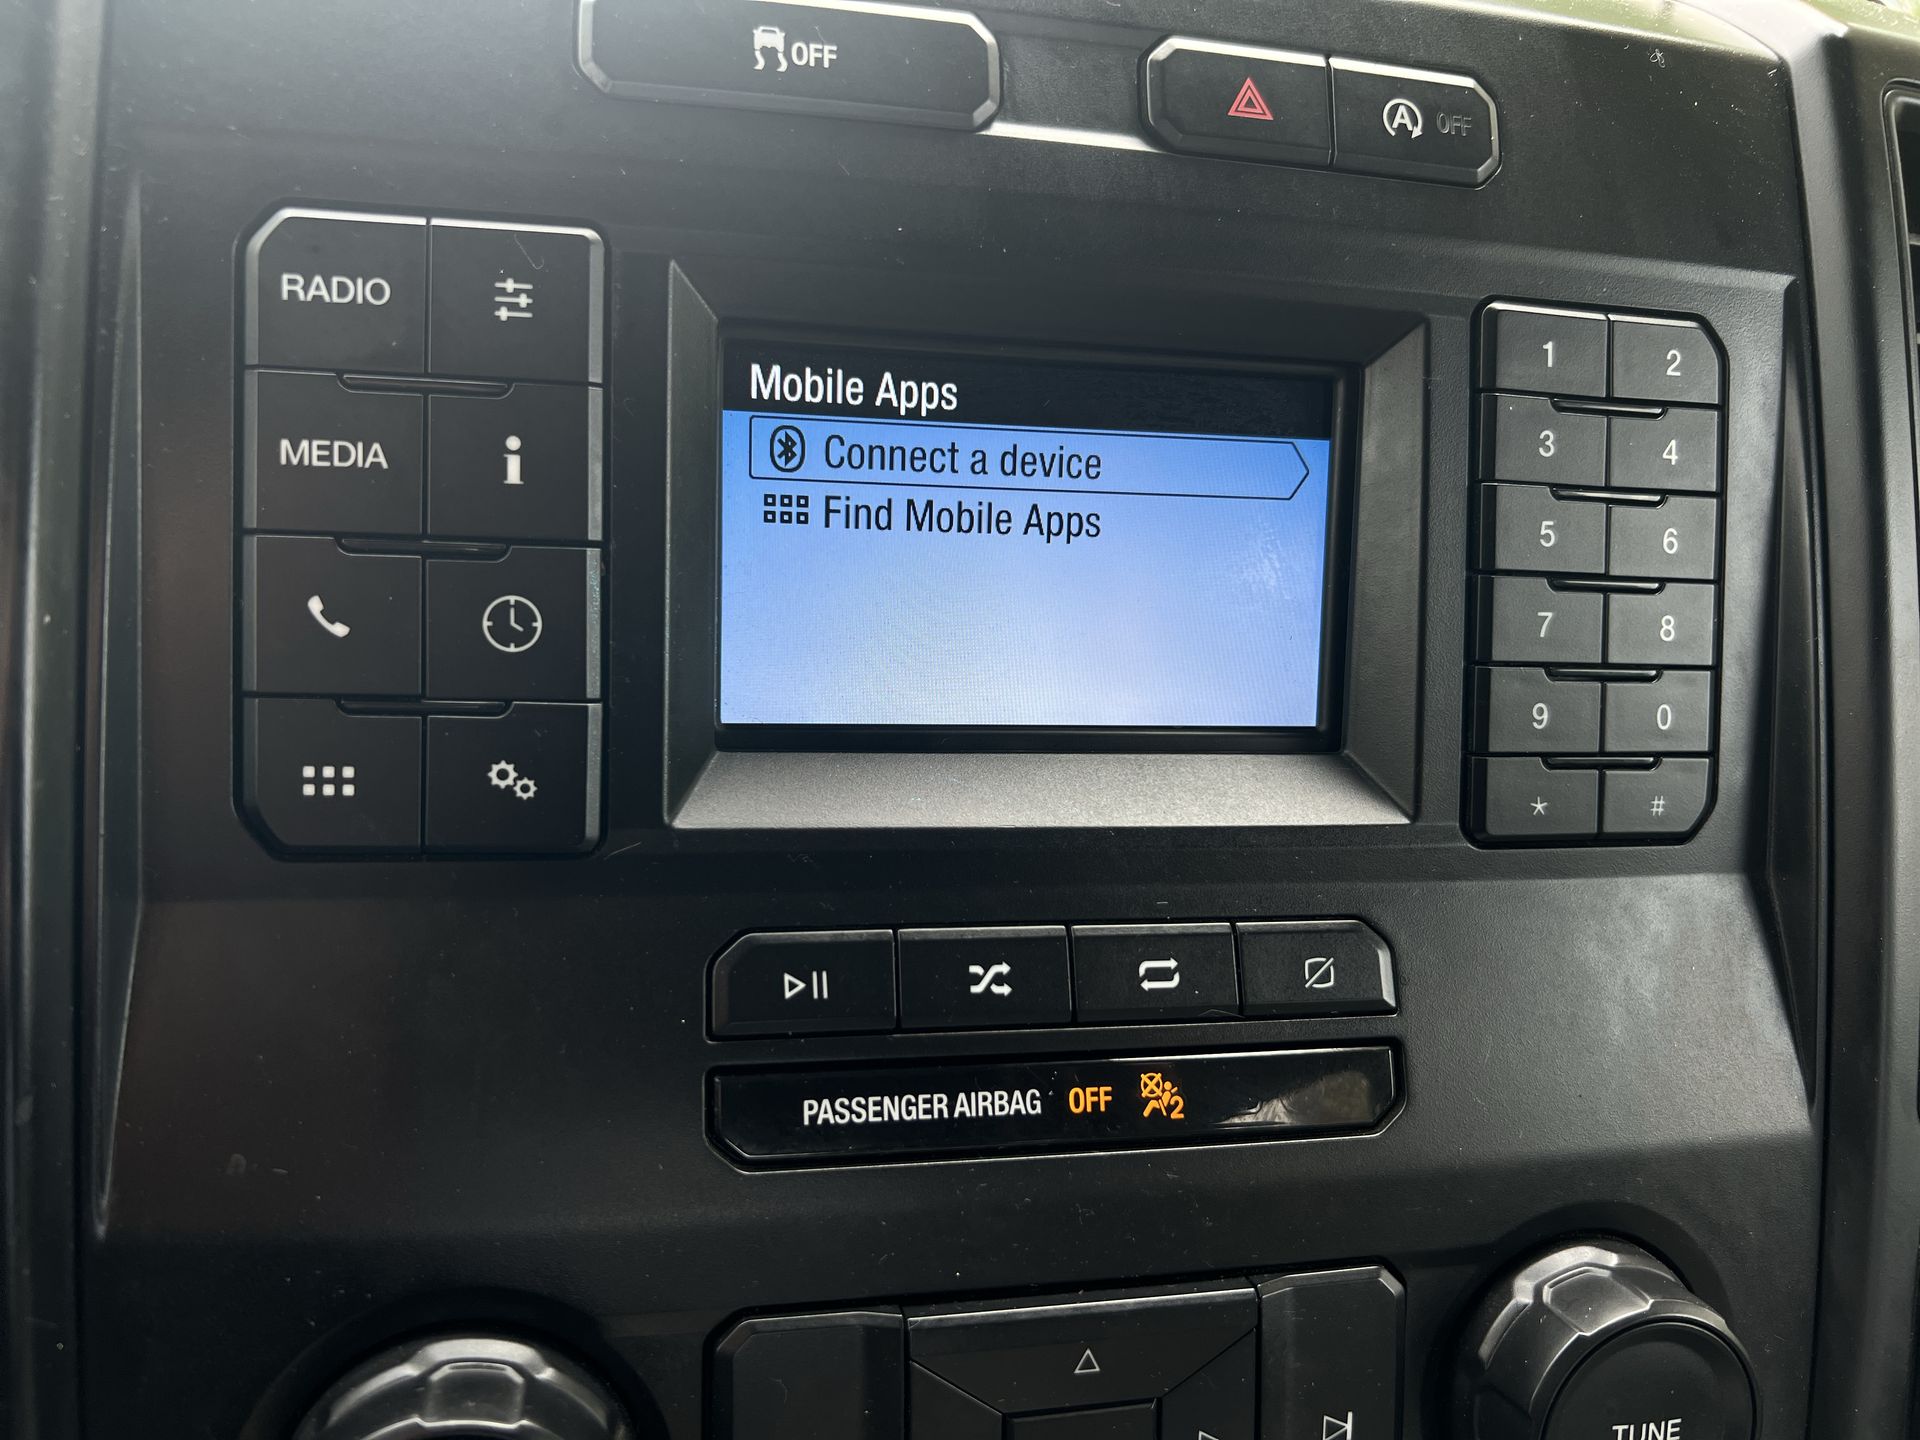 OFF
A OFF
RADIO
MEDIA
i
Mobile Apps
Connect a device
Find Mobile Apps
1 2
3 4
5 6
7 8
9 0
* #
PASSENGER AIRBAG OFF 2
TUNE